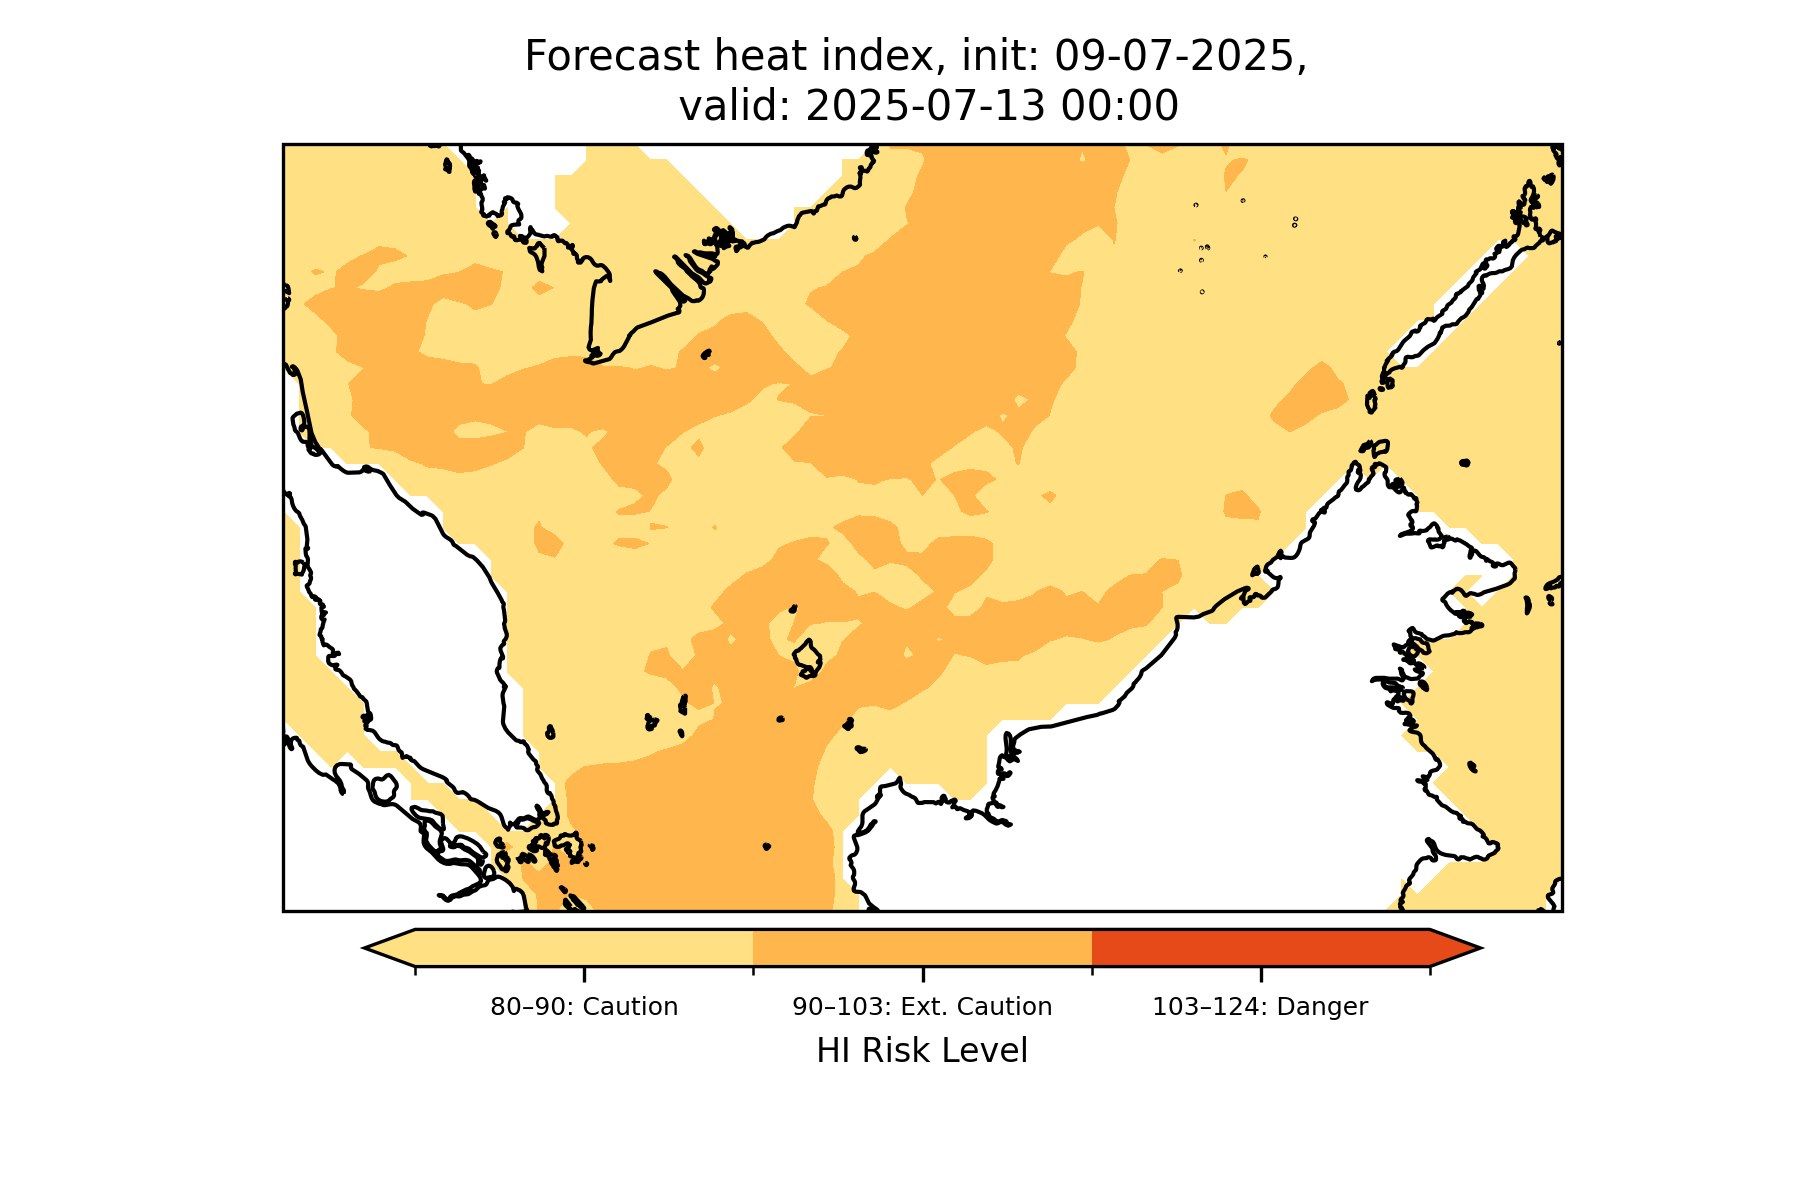 Forecast heat index, init: 09-07-2025,
valid: 2025-07-13 00:00
80–90: Caution
90–103: Ext. Caution
103–124: Danger
HI Risk Level